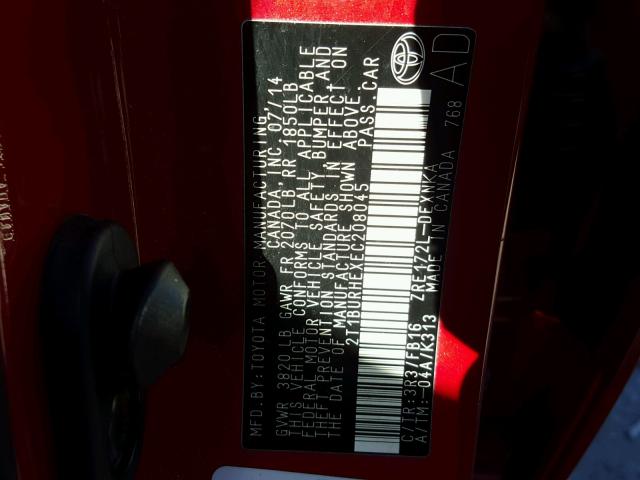 MFD.BY:TOYOTA MOTOR MANUFACTURING,
CANADA, INC. 07/14
GVWR 3820LB GAWR FR 2070LB, RR 1850LB
THIS VEHICLE CONFORMS TO ALL APPLICABLE
FEDERAL MOTOR VEHICLE SAFETY, BUMPER AND
THEFT PREVENTION STANDARDS IN EFFECT ON
THE DATE OF MANUFACTURE SHOWN ABOVE.
2T1BURHEXEC208045 PASS. CAR
C/TR:3R3/FB16 ZRE172L-DEXNKA
A/TM:-04A/K313 MADE IN CANADA 768
AD